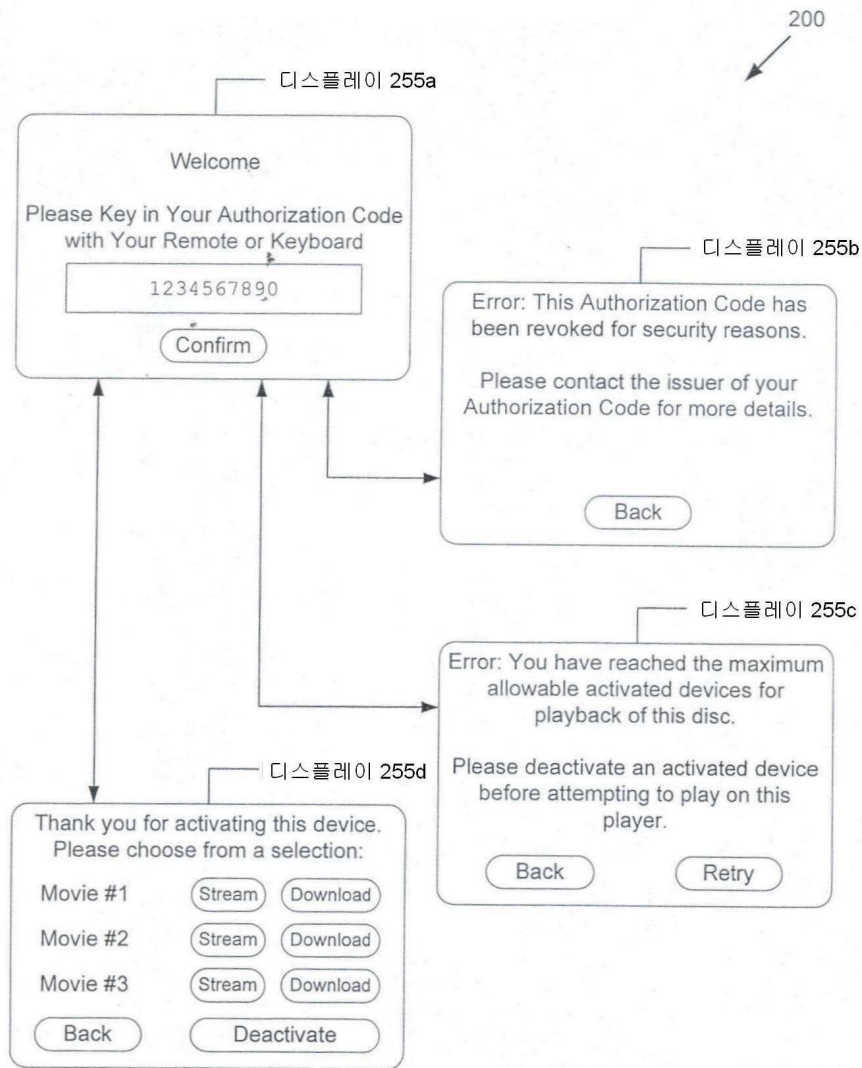 200
디스플레이 255a
Welcome
Please Key in Your Authorization Code
with Your Remote or Keyboard
1234567890
Confirm
디스플레이 255b
Error: This Authorization Code has
been revoked for security reasons.
Please contact the issuer of your
Authorization Code for more details.
Back
디스플레이 255c
Error: You have reached the maximum
allowable activated devices for
playback of this disc.
Please deactivate an activated device
before attempting to play on this
player.
Back Retry
디스플레이 255d
Thank you for activating this device.
Please choose from a selection:
Movie #1 Stream Download
Movie #2 Stream Download
Movie #3 Stream Download
Back Deactivate